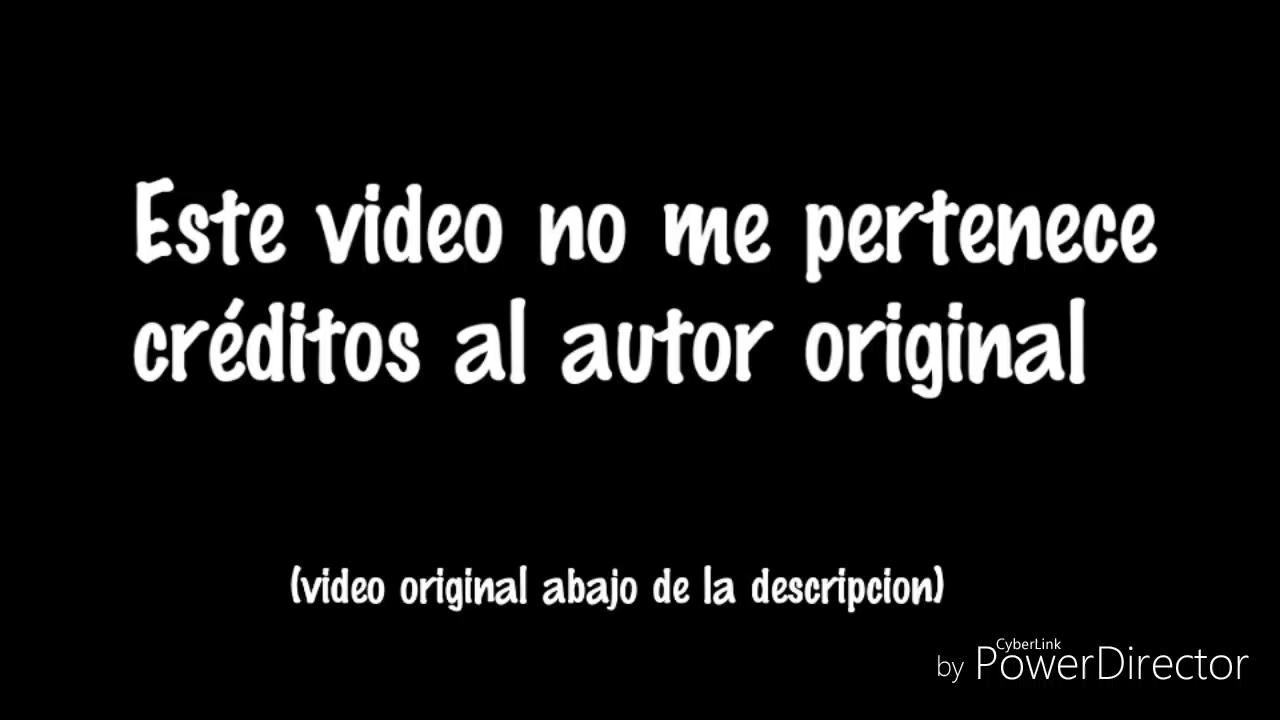 Este video no me pertenece
créditos al autor original
(video original abajo de la descripcion)
CyberLink
by PowerDirector